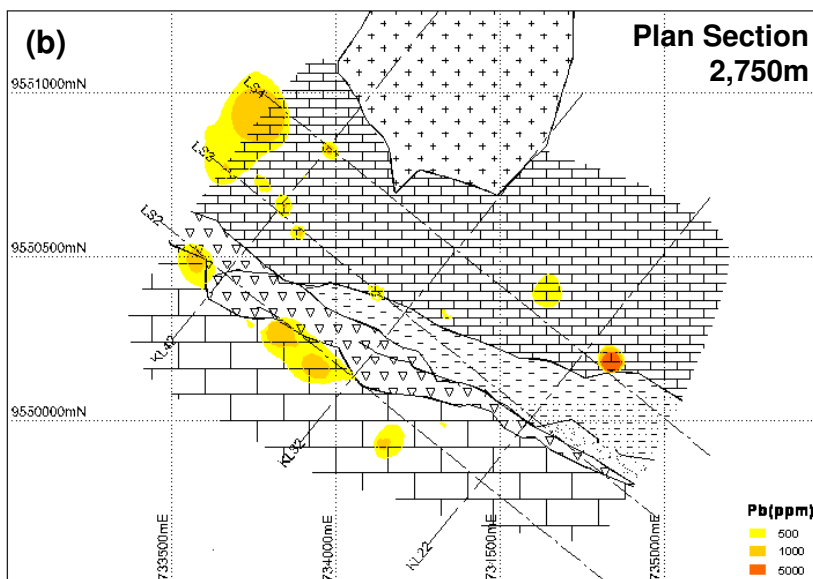 (b)
Plan Section
2,750m
9551000mN
LS4
LS3
LS2
9550500mN
KL42
9550000mN
KL32
KL22
733500mE
734000mE
734500mE
735000mE
Pb(ppm)
500
1000
5000